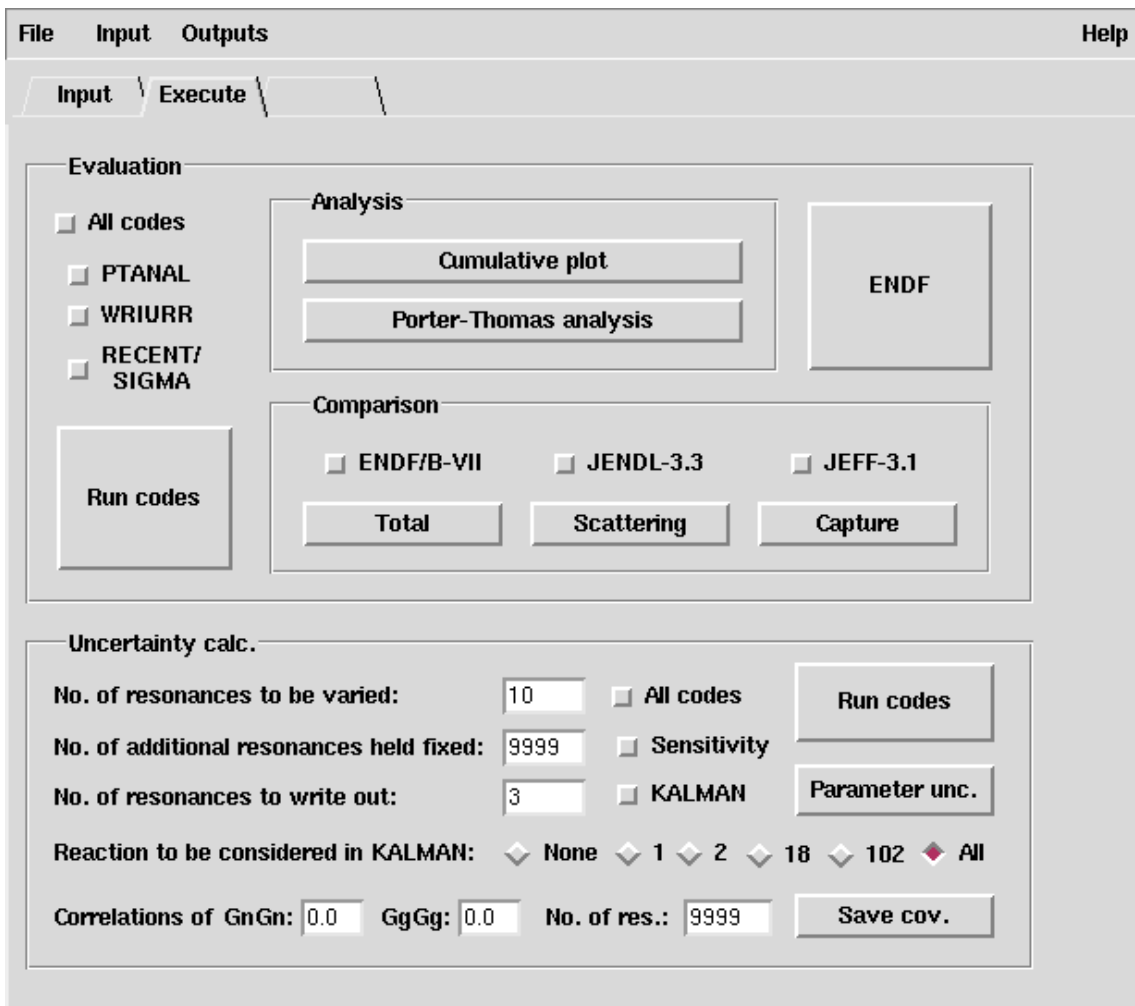 File Input Outputs Help
Input Execute
Evaluation
All codes
PTANAL
WRIURR
RECENT/
SIGMA
Run codes
Analysis
Cumulative plot
Porter-Thomas analysis
ENDF
Comparison
ENDF/B-VII JENDL-3.3 JEFF-3.1
Total Scattering Capture
Uncertainty calc.
No. of resonances to be varied: 10 All codes Run codes
No. of additional resonances held fixed: 9999 Sensitivity
No. of resonances to write out: 3 KALMAN Parameter unc.
Reaction to be considered in KALMAN: None 1 2 18 102 All
Correlations of GnGn: 0.0 GgGg: 0.0 No. of res.: 9999 Save cov.